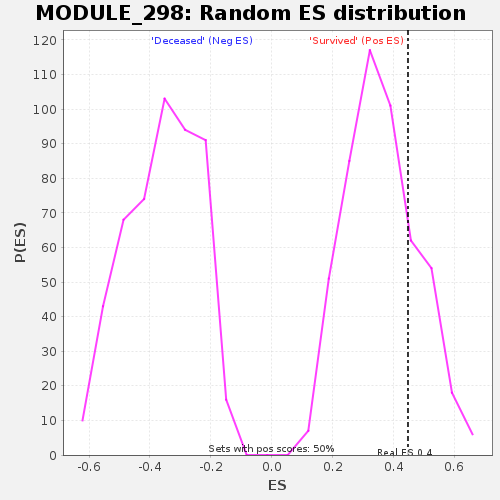 MODULE_298: Random ES distribution
'Deceased' (Neg ES)
'Survived' (Pos ES)
P(ES)
120
110
100
90
80
70
60
50
40
30
20
10
0
Sets with pos scores: 50%
Real ES 0.4
-0.6
-0.4
-0.2
0.0
0.2
0.4
0.6
ES